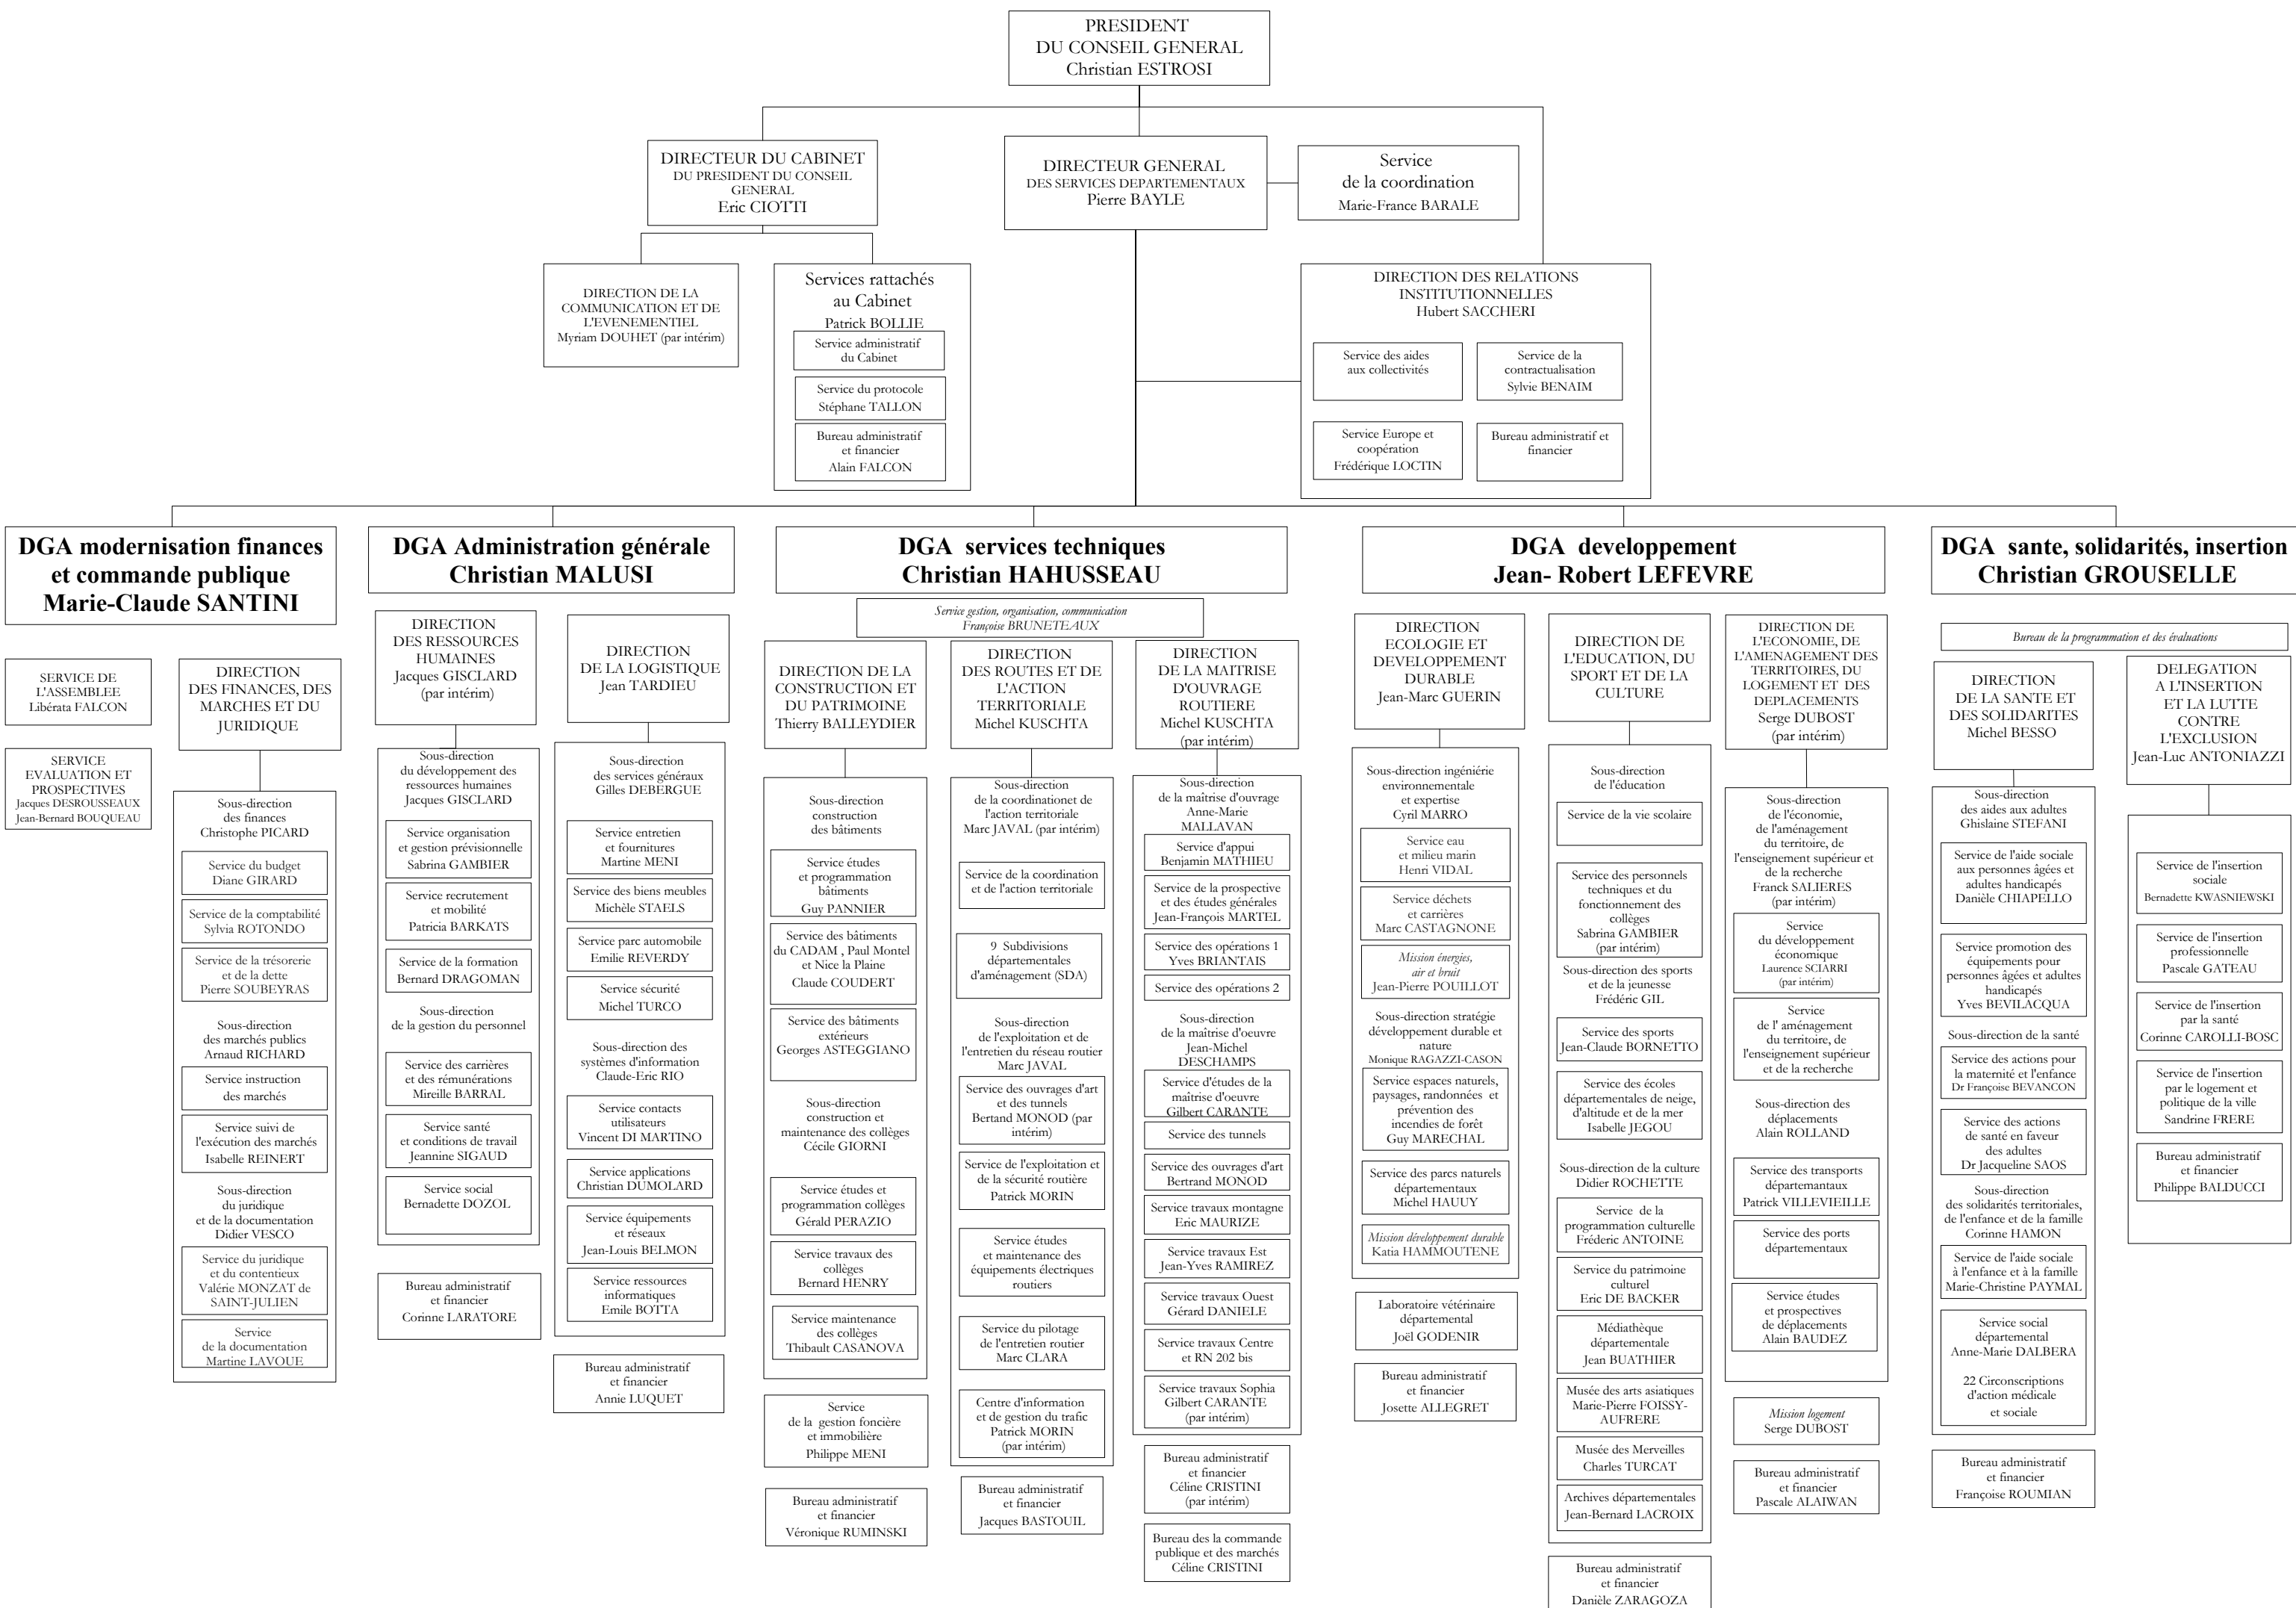 PRESIDENT
DU CONSEIL GENERAL
Christian ESTROSI
DIRECTEUR DU CABINET
DU PRESIDENT DU CONSEIL
GENERAL
Eric CIOTTI
DIRECTEUR GENERAL
DES SERVICES DEPARTEMENTAUX
Pierre BAYLE
Service
de la coordination
Marie-France BARALE
DIRECTION DE LA
COMMUNICATION ET DE
L'EVENEMENTIEL
Myriam DOUHET (par intérim)
Services rattachés
au Cabinet
Patrick BOLLIE
Service administratif
du Cabinet
Service du protocole
Stéphane TALLON
Bureau administratif
et financier
Alain FALCON
DIRECTION DES RELATIONS
INSTITUTIONNELLES
Hubert SACCHERI
Service des aides
aux collectivités
Service de la
contractualisation
Sylvie BENAIM
Service Europe et
coopération
Frédérique LOCTIN
Bureau administratif et
financier
DGA modernisation finances
et commande publique
Marie-Claude SANTINI
SERVICE DE
L'ASSEMBLEE
Libérata FALCON
SERVICE
EVALUATION ET
PROSPECTIVES
Jacques DESROUSSEAUX
Jean-Bernard BOUQUEAU
DIRECTION
DES FINANCES, DES
MARCHES ET DU
JURIDIQUE
Sous-direction
des finances
Christophe PICARD
Service du budget
Diane GIRARD
Service de la comptabilité
Sylvia ROTONDO
Service de la trésorerie
et de la dette
Pierre SOUBEYRAS
Sous-direction
des marchés publics
Arnaud RICHARD
Service instruction
des marchés
Service suivi de
l'exécution des marchés
Isabelle REINERT
Sous-direction
du juridique
et de la documentation
Didier VESCO
Service du juridique
et du contentieux
Valérie MONZAT de
SAINT-JULIEN
Service
de la documentation
Martine LAVOUE
DGA Administration générale
Christian MALUSI
DIRECTION
DES RESSOURCES
HUMAINES
Jacques GISCLARD
(par intérim)
Sous-direction
du développement des
ressources humaines
Jacques GISCLARD
Service organisation
et gestion prévisionnelle
Sabrina GAMBIER
Service recrutement
et mobilité
Patricia BARKATS
Service de la formation
Bernard DRAGOMAN
Sous-direction
de la gestion du personnel
Service des carrières
et des rémunérations
Mireille BARRAL
Service santé
et conditions de travail
Jeannine SIGAUD
Service social
Bernadette DOZOL
Bureau administratif
et financier
Corinne LARATORE
DIRECTION
DE LA LOGISTIQUE
Jean TARDIEU
Sous-direction
des services généraux
Gilles DEBERGUE
Service entretien
et fournitures
Martine MENI
Service des biens meubles
Michèle STAELS
Service parc automobile
Emilie REVERDY
Service sécurité
Michel TURCO
Sous-direction des
systèmes d'information
Claude-Eric RIO
Service contacts
utilisateurs
Vincent DI MARTINO
Service applications
Christian DUMOLARD
Service équipements
et réseaux
Jean-Louis BELMON
Service ressources
informatiques
Emile BOTTA
Bureau administratif
et financier
Annie LUQUET
DGA services techniques
Christian HAHUSSEAU
Service gestion, organisation, communication
Françoise BRUNETEAUX
DIRECTION DE LA
CONSTRUCTION ET
DU PATRIMOINE
Thierry BALLEYDIER
Sous-direction
construction
des bâtiments
Service études
et programmation
bâtiments
Guy PANNIER
Service des bâtiments
du CADAM , Paul Montel
et Nice la Plaine
Claude COUDERT
Service des bâtiments
extérieurs
Georges ASTEGGIANO
Sous-direction
construction et
maintenance des collèges
Cécile GIORNI
Service études et
programmation collèges
Gérald PERAZIO
Service travaux des
collèges
Bernard HENRY
Service maintenance
des collèges
Thibault CASANOVA
Service
de la gestion foncière
et immobilière
Philippe MENI
Bureau administratif
et financier
Véronique RUMINSKI
DIRECTION
DES ROUTES ET DE
L'ACTION
TERRITORIALE
Michel KUSCHTA
Sous-direction
de la coordinationet de
l'action territoriale
Marc JAVAL (par intérim)
Service de la coordination
et de l'action territoriale
9 Subdivisions
départementales
d'aménagement (SDA)
Sous-direction
de l'exploitation et de
l'entretien du réseau routier
Marc JAVAL
Service des ouvrages d'art
et des tunnels
Bertand MONOD (par
intérim)
Service de l'exploitation et
de la sécurité routière
Patrick MORIN
Service études
et maintenance des
équipements électriques
routiers
Service du pilotage
de l'entretien routier
Marc CLARA
Centre d'information
et de gestion du trafic
Patrick MORIN
(par intérim)
Bureau administratif
et financier
Jacques BASTOUIL
DIRECTION
DE LA MAITRISE
D'OUVRAGE
ROUTIERE
Michel KUSCHTA
(par intérim)
Sous-direction
de la maîtrise d'ouvrage
Anne-Marie
MALLAVAN
Service d'appui
Benjamin MATHIEU
Service de la prospective
et des études générales
Jean-François MARTEL
Service des opérations 1
Yves BRIANTAIS
Service des opérations 2
Sous-direction
de la maîtrise d'oeuvre
Jean-Michel
DESCHAMPS
Service d'études de la
maîtrise d'oeuvre
Gilbert CARANTE
Service des tunnels
Service des ouvrages d'art
Bertrand MONOD
Service travaux montagne
Eric MAURIZE
Service travaux Est
Jean-Yves RAMIREZ
Service travaux Ouest
Gérard DANIELE
Service travaux Centre
et RN 202 bis
Service travaux Sophia
Gilbert CARANTE
(par intérim)
Bureau administratif
et financier
Céline CRISTINI
(par intérim)
Bureau des la commande
publique et des marchés
Céline CRISTINI
DGA developpement
Jean- Robert LEFEVRE
DIRECTION
ECOLOGIE ET
DEVELOPPEMENT
DURABLE
Jean-Marc GUERIN
Sous-direction ingéniérie
environnementale
et expertise
Cyril MARRO
Service eau
et milieu marin
Henri VIDAL
Service déchets
et carrières
Marc CASTAGNONE
Mission énergies,
air et bruit
Jean-Pierre POUILLOT
Sous-direction stratégie
développement durable et
nature
Monique RAGAZZI-CASON
Service espaces naturels,
paysages, randonnées et
prévention des
incendies de forêt
Guy MARECHAL
Service des parcs naturels
départementaux
Michel HAUUY
Mission développement durable
Katia HAMMOUTENE
Laboratoire vétérinaire
départemental
Joël GODENIR
Bureau administratif
et financier
Josette ALLEGRET
DIRECTION DE
L'EDUCATION, DU
SPORT ET DE LA
CULTURE
Sous-direction
de l'éducation
Service de la vie scolaire
Service des personnels
techniques et du
fonctionnement des
collèges
Sabrina GAMBIER
(par intérim)
Sous-direction des sports
et de la jeunesse
Frédéric GIL
Service des sports
Jean-Claude BORNETTO
Service des écoles
départementales de neige,
d'altitude et de la mer
Isabelle JEGOU
Sous-direction de la culture
Didier ROCHETTE
Service de la
programmation culturelle
Fréderic ANTOINE
Service du patrimoine
culturel
Eric DE BACKER
Médiathèque
départementale
Jean BUATHIER
Musée des arts asiatiques
Marie-Pierre FOISSY-
AUFRERE
Musée des Merveilles
Charles TURCAT
Archives départementales
Jean-Bernard LACROIX
Bureau administratif
et financier
Danièle ZARAGOZA
DIRECTION DE
L'ECONOMIE, DE
L'AMENAGEMENT DES
TERRITOIRES, DU
LOGEMENT ET DES
DEPLACEMENTS
Serge DUBOST
(par intérim)
Sous-direction
de l'économie,
de l'aménagement
du territoire, de
l'enseignement supérieur et
de la recherche
Franck SALIERES
(par intérim)
Service
du développement
économique
Laurence SCIARRI
(par intérim)
Service
de l' aménagement
du territoire, de
l'enseignement supérieur
et de la recherche
Sous-direction des
déplacements
Alain ROLLAND
Service des transports
départemantaux
Patrick VILLEVIEILLE
Service des ports
départementaux
Service études
et prospectives
de déplacements
Alain BAUDEZ
Mission logement
Serge DUBOST
Bureau administratif
et financier
Pascale ALAIWAN
DGA sante, solidarités, insertion
Christian GROUSELLE
Bureau de la programmation et des évaluations
DIRECTION
DE LA SANTE ET
DES SOLIDARITES
Michel BESSO
Sous-direction
des aides aux adultes
Ghislaine STEFANI
Service de l'aide sociale
aux personnes âgées et
adultes handicapés
Danièle CHIAPELLO
Service promotion des
équipements pour
personnes âgées et adultes
handicapés
Yves BEVILACQUA
Sous-direction de la santé
Service des actions pour
la maternité et l'enfance
Dr Françoise BEVANCON
Service des actions
de santé en faveur
des adultes
Dr Jacqueline SAOS
Sous-direction
des solidarités territoriales,
de l'enfance et de la famille
Corinne HAMON
Service de l'aide sociale
à l'enfance et à la famille
Marie-Christine PAYMAL
Service social
départemental
Anne-Marie DALBERA
22 Circonscriptions
d'action médicale
et sociale
Bureau administratif
et financier
Françoise ROUMIAN
DELEGATION
A L'INSERTION
ET LA LUTTE
CONTRE
L'EXCLUSION
Jean-Luc ANTONIAZZI
Service de l'insertion
sociale
Bernadette KWASNIEWSKI
Service de l'insertion
professionnelle
Pascale GATEAU
Service de l'insertion
par la santé
Corinne CAROLLI-BOSC
Service de l'insertion
par le logement et
politique de la ville
Sandrine FRERE
Bureau administratif
et financier
Philippe BALDUCCI